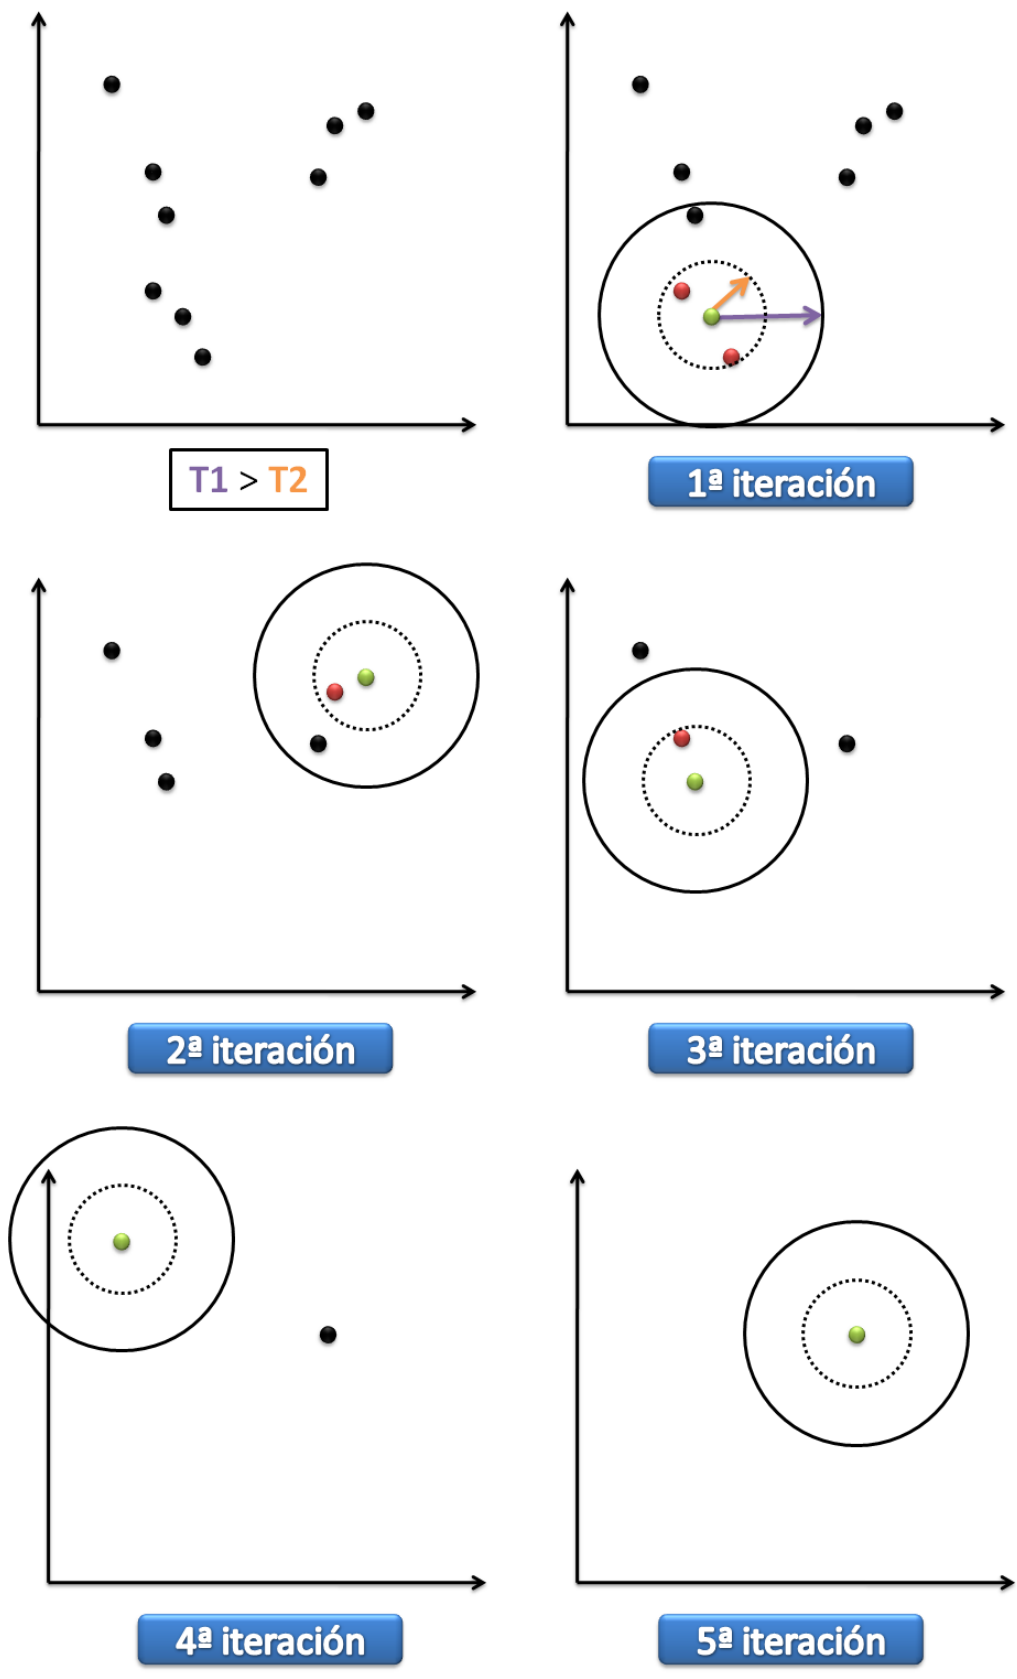 T1 > T2
1ª iteración
2ª iteración
3ª iteración
4ª iteración
5ª iteración